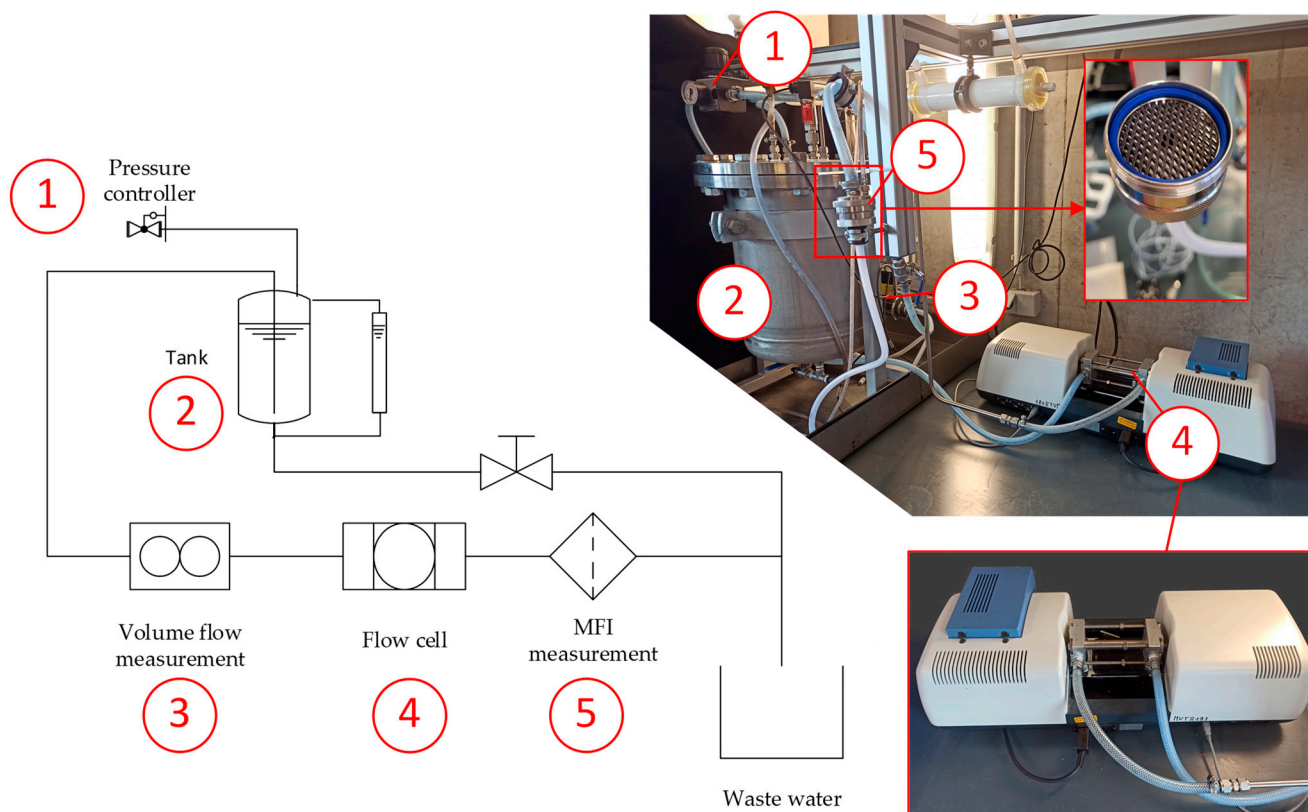 1
Pressure
controller
Tank
2
Volume flow
measurement
3
Flow cell
4
MFI
measurement
5
Waste water
1
5
2
3
4